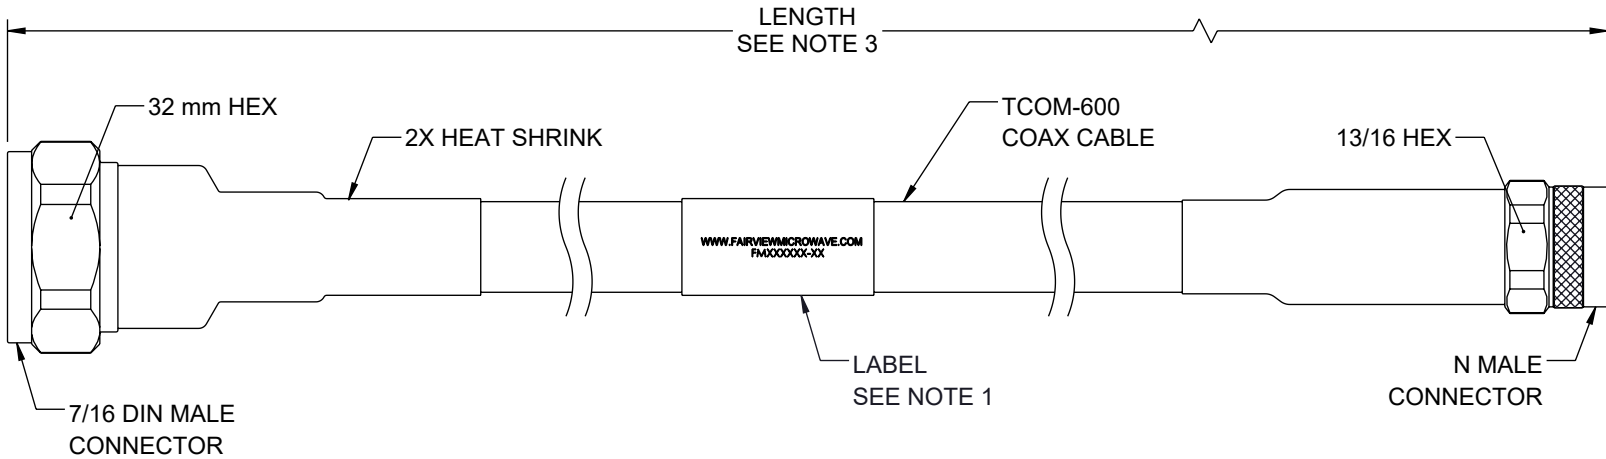 LENGTH
SEE NOTE 3
32 mm HEX
2X HEAT SHRINK
TCOM-600
COAX CABLE
13/16 HEX
WWW.FAIRVIEWMICROWAVE.COM
FMXXXXXX-XX
LABEL
SEE NOTE 1
N MALE
CONNECTOR
7/16 DIN MALE
CONNECTOR